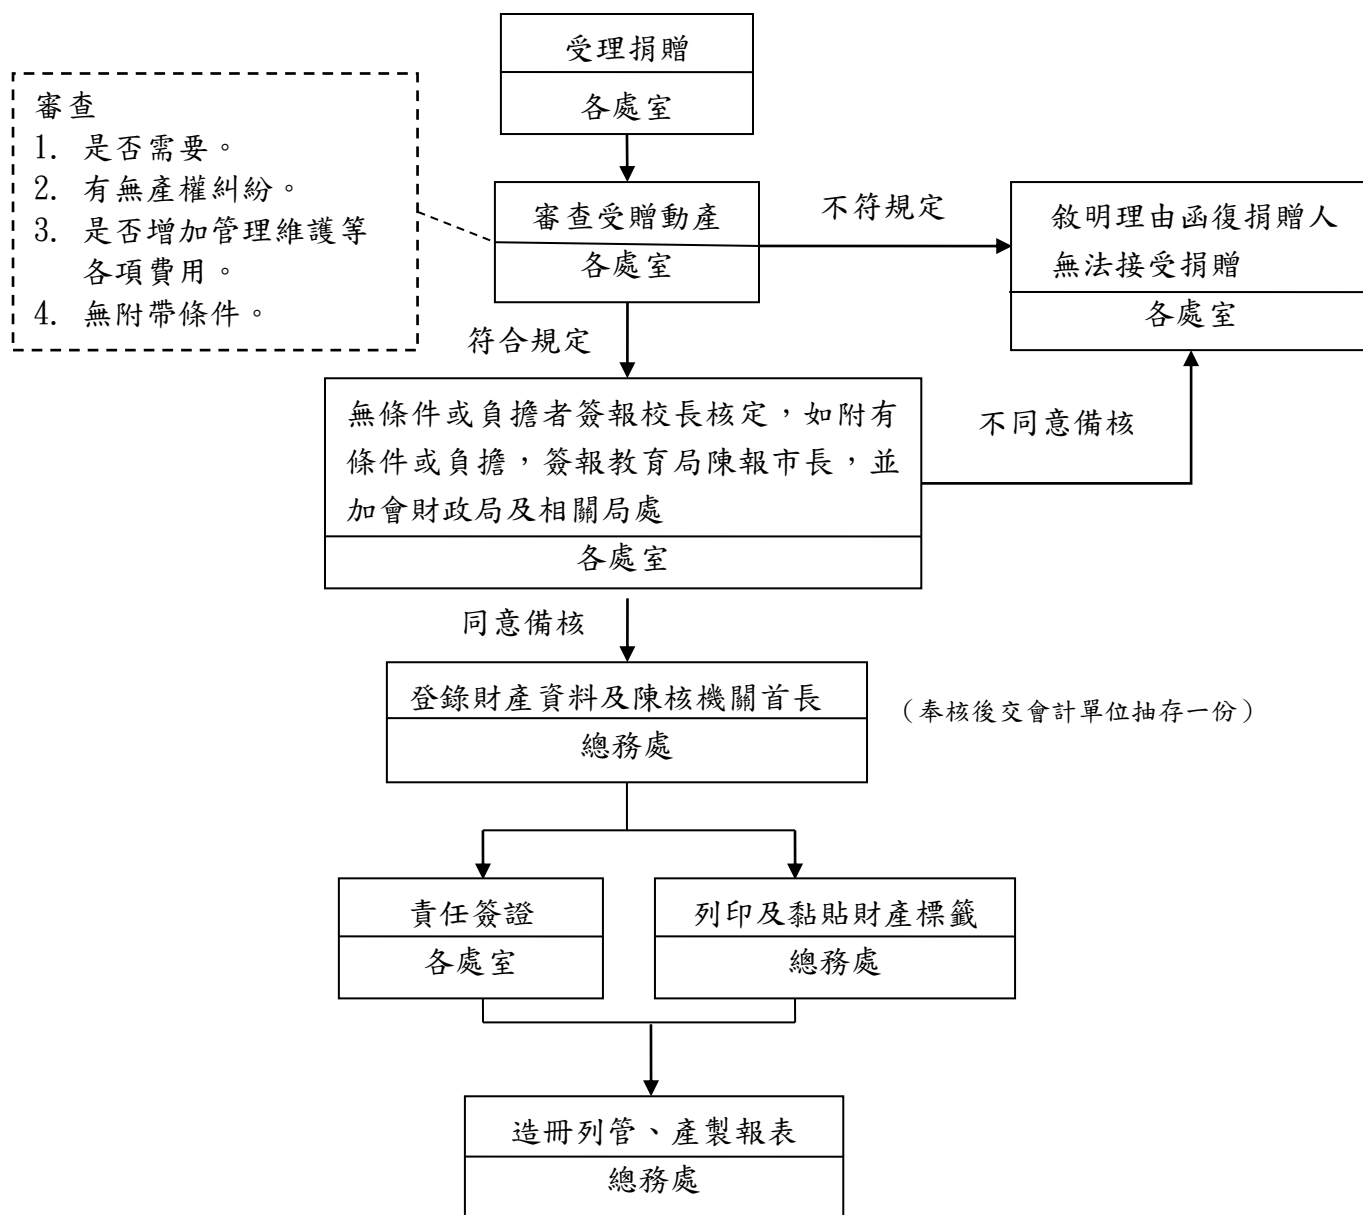 受理捐贈
各處室
審查
1. 是否需要。
2. 有無產權糾紛。
3. 是否增加管理維護等
各項費用。
4. 無附帶條件。
審查受贈動產
各處室
不符規定
敘明理由函復捐贈人
無法接受捐贈
各處室
符合規定
無條件或負擔者簽報校長核定，如附有
條件或負擔，簽報教育局陳報市長，並
加會財政局及相關局處
各處室
不同意備核
同意備核
登錄財產資料及陳核機關首長
總務處
（奉核後交會計單位抽存一份）
責任簽證
各處室
列印及黏貼財產標籤
總務處
造冊列管、產製報表
總務處